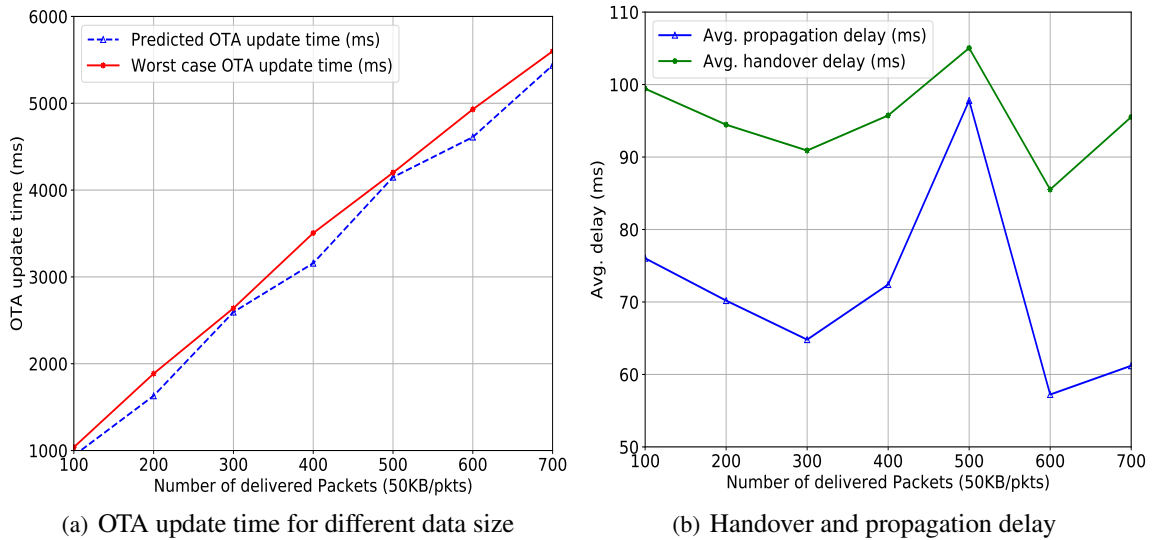 6000
5000
4000
3000
2000
1000
OTA update time (ms)
Predicted OTA update time (ms)
Worst case OTA update time (ms)
100 200 300 400 500 600 700
Number of delivered Packets (50KB/pkts)
(a) OTA update time for different data size
110
100
90
80
70
60
50
Avg. delay (ms)
Avg. propagation delay (ms)
Avg. handover delay (ms)
100 200 300 400 500 600 700
Number of delivered Packets (50KB/pkts)
(b) Handover and propagation delay